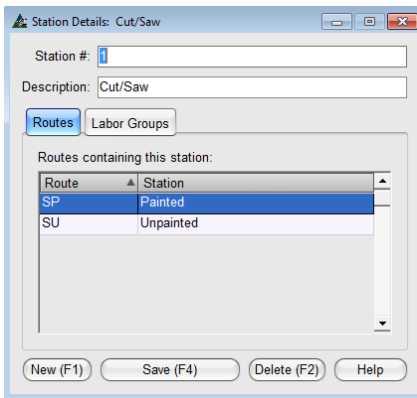 Station Details: Cut/Saw
Station #: 1
Description: Cut/Saw
Routes Labor Groups
Routes containing this station:
Route Station
SP Painted
SU Unpainted
New (F1) Save (F4) Delete (F2) Help